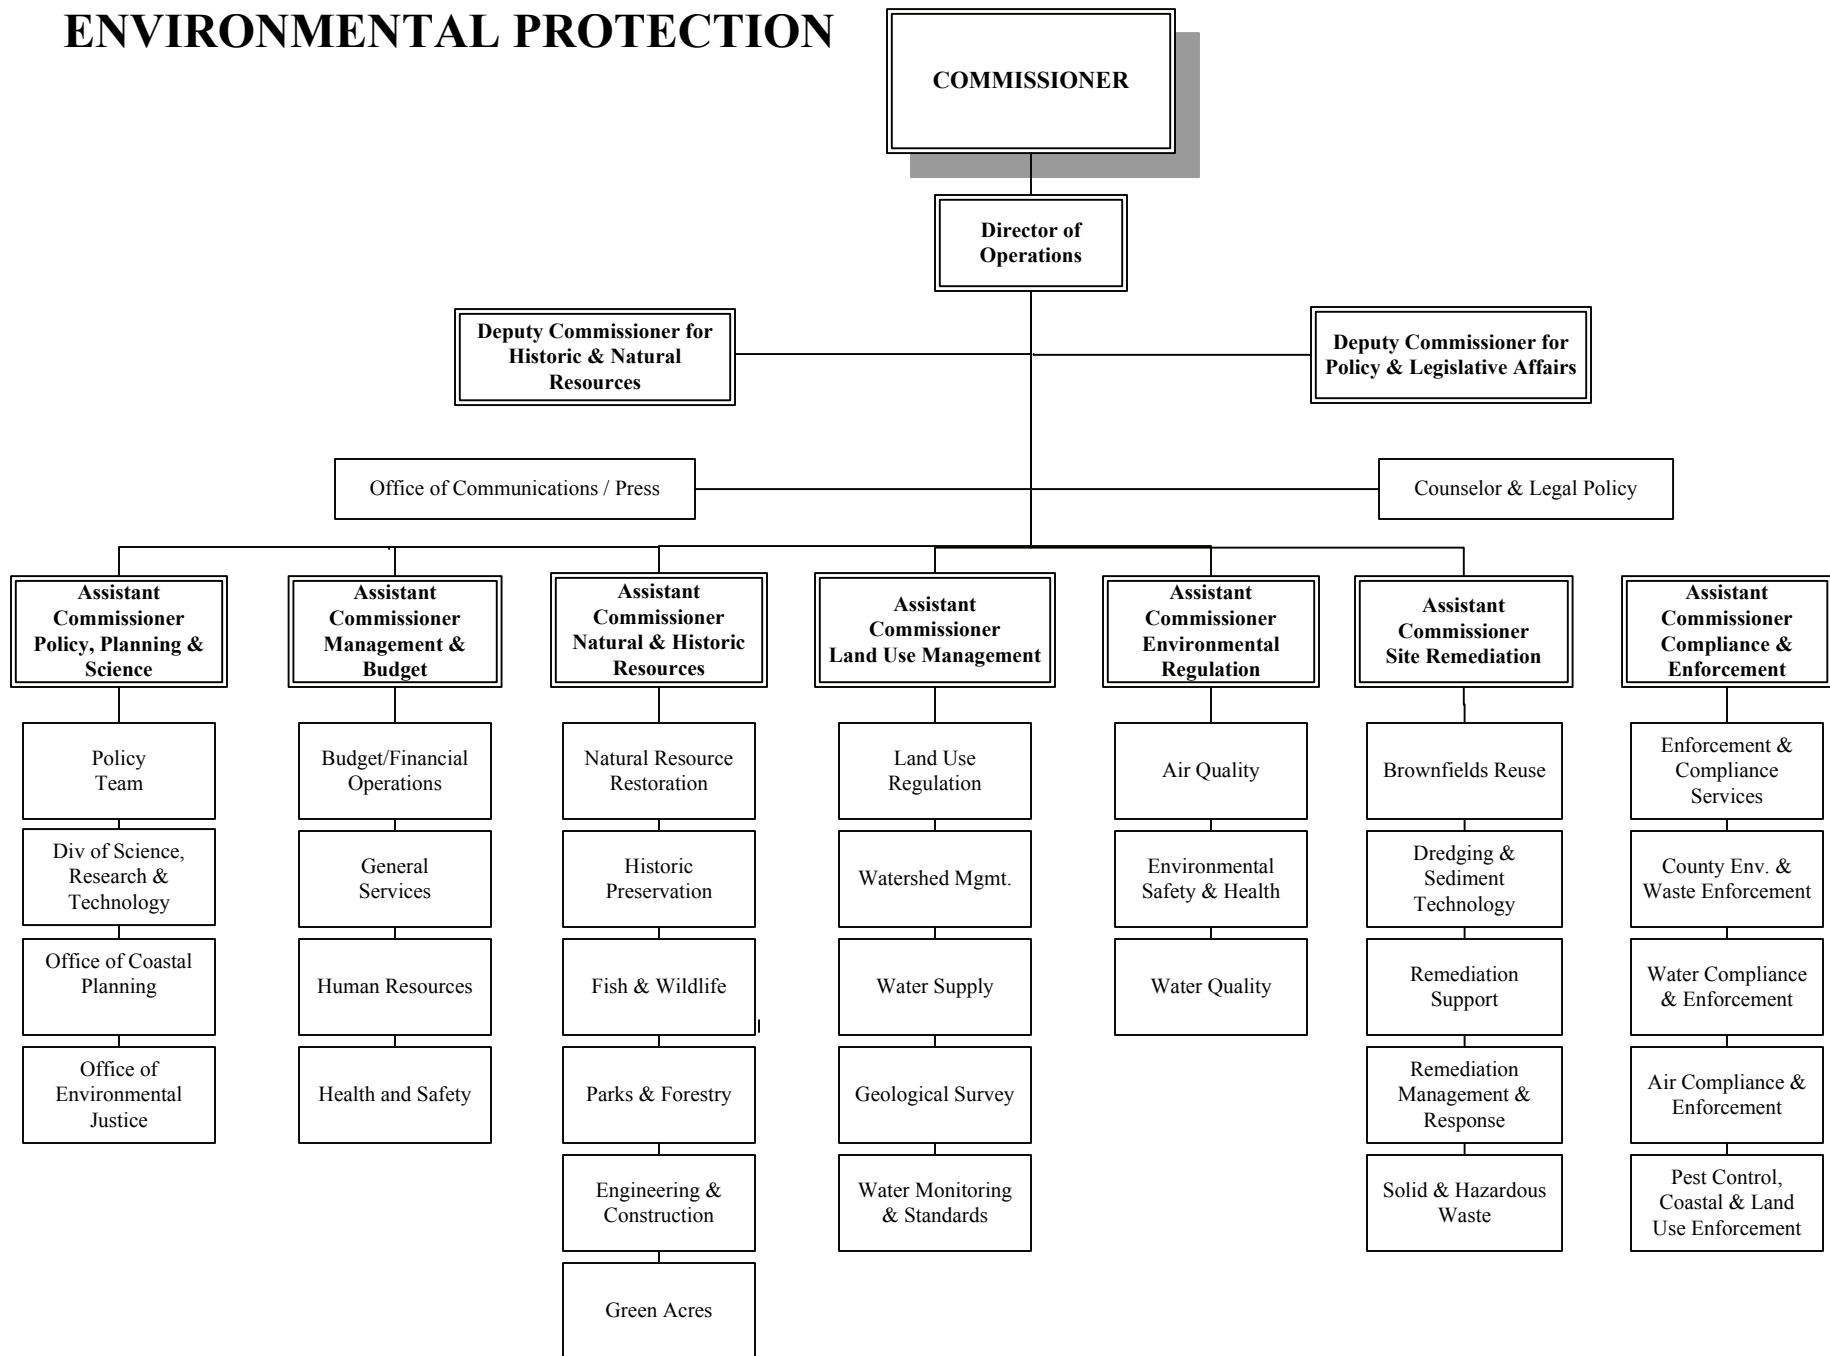 ENVIRONMENTAL PROTECTION
COMMISSIONER
Director of
Operations
Deputy Commissioner for
Historic & Natural
Resources
Deputy Commissioner for
Policy & Legislative Affairs
Office of Communications / Press
Counselor & Legal Policy
Assistant
Commissioner
Policy, Planning &
Science
Assistant
Commissioner
Management &
Budget
Assistant
Commissioner
Natural & Historic
Resources
Assistant
Commissioner
Land Use Management
Assistant
Commissioner
Environmental
Regulation
Assistant
Commissioner
Site Remediation
Assistant
Commissioner
Compliance &
Enforcement
Policy
Team
Budget/Financial
Operations
Natural Resource
Restoration
Land Use
Regulation
Air Quality
Brownfields Reuse
Enforcement &
Compliance
Services
Div of Science,
Research &
Technology
General
Services
Historic
Preservation
Watershed Mgmt.
Environmental
Safety & Health
Dredging &
Sediment
Technology
County Env. &
Waste Enforcement
Office of Coastal
Planning
Human Resources
Fish & Wildlife
Water Supply
Water Quality
Remediation
Support
Water Compliance
& Enforcement
Office of
Environmental
Justice
Health and Safety
Parks & Forestry
Geological Survey
Remediation
Management &
Response
Air Compliance &
Enforcement
Engineering &
Construction
Water Monitoring
& Standards
Solid & Hazardous
Waste
Pest Control,
Coastal & Land
Use Enforcement
Green Acres